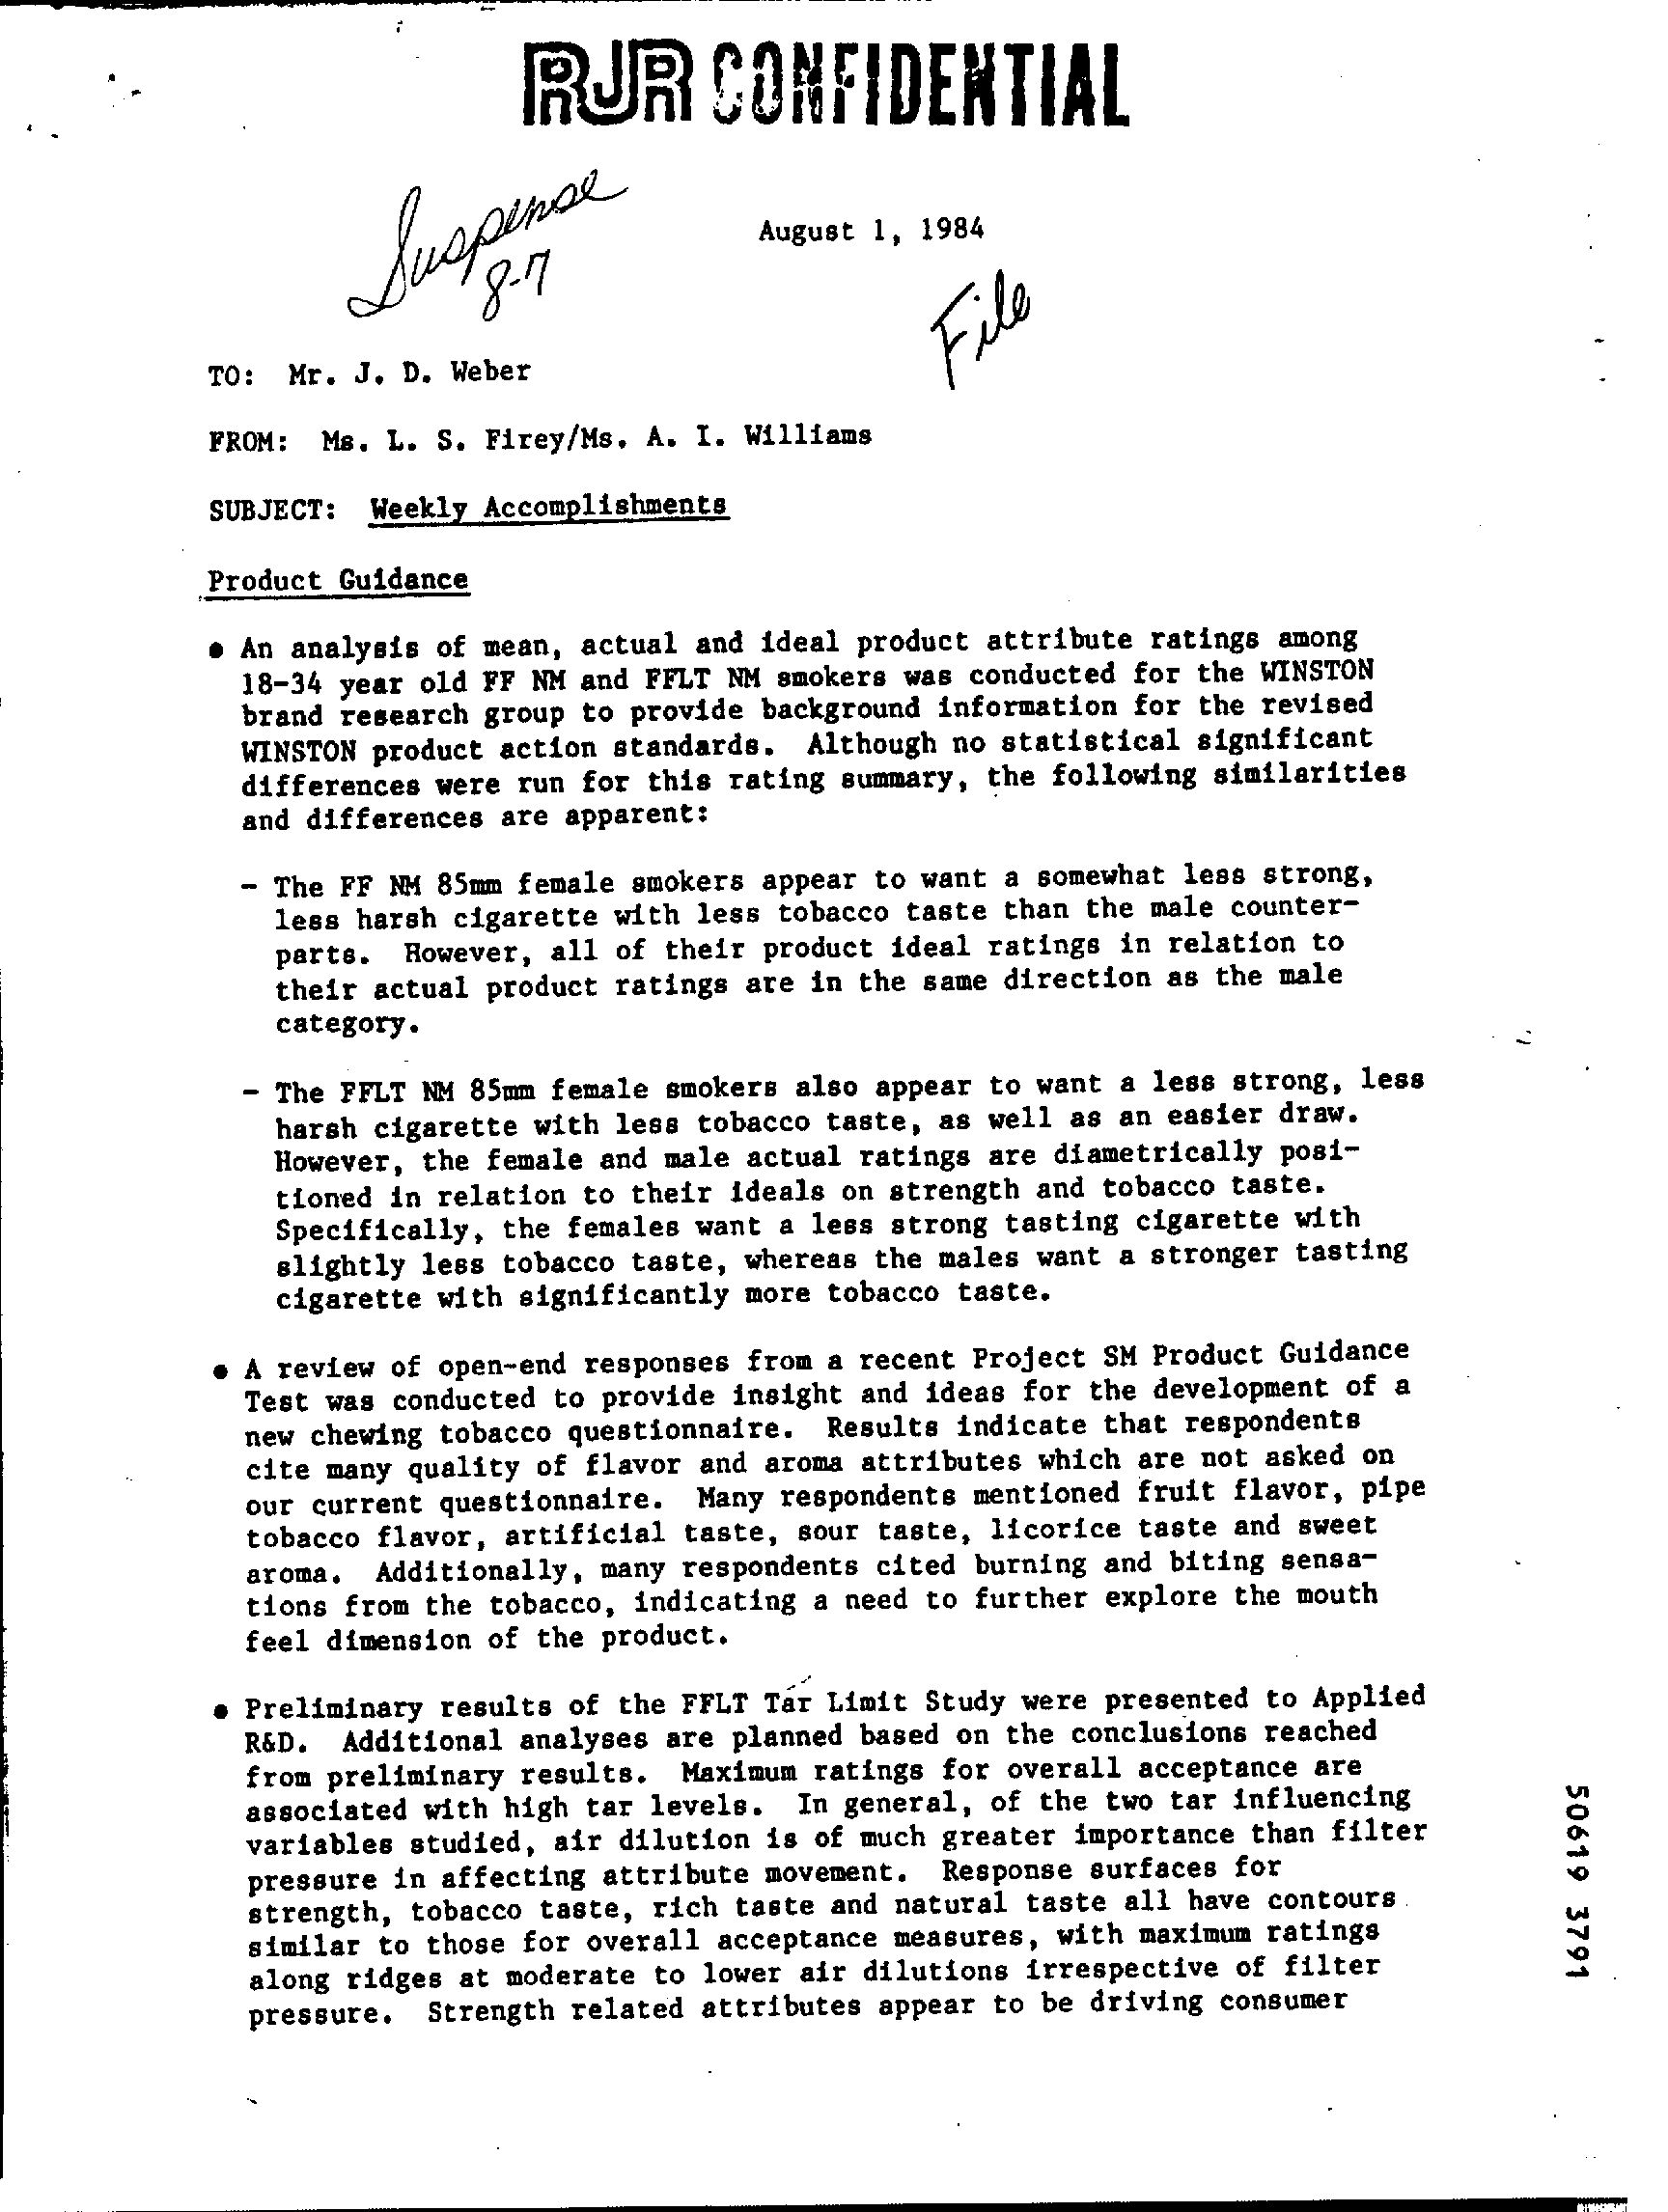 RJR CONFIDENTIAL
Suspense
8-7
August 1, 1984
File
TO: Mr. J. D. Weber
FROM: Ms. L. S. Firey/Ms. A. I. Williams
SUBJECT: Weekly Accomplishments
Product Guidance
● An analysis of mean, actual and ideal product attribute ratings among
18-34 year old FF NM and FFLT NM smokers was conducted for the WINSTON
brand research group to provide background information for the revised
WINSTON product action standards. Although no statistical significant
differences were run for this rating summary, the following similarities
and differences are apparent:
- The FF NM 85mm female smokers appear to want a somewhat less strong,
less harsh cigarette with less tobacco taste than the male counter-
parts. However, all of their product ideal ratings in relation to
their actual product ratings are in the same direction as the male
category.
- The FFLT NM 85mm female smokers also appear to want a less strong, less
harsh cigarette with less tobacco taste, as well as an easier draw.
However, the female and male actual ratings are diametrically posi-
tioned in relation to their ideals on strength and tobacco taste.
Specifically, the females want a less strong tasting cigarette with
slightly less tobacco taste, whereas the males want a stronger tasting
cigarette with significantly more tobacco taste.
● A review of open-end responses from a recent Project SM Product Guidance
Test was conducted to provide insight and ideas for the development of a
new chewing tobacco questionnaire. Results indicate that respondents
cite many quality of flavor and aroma attributes which are not asked on
our current questionnaire. Many respondents mentioned fruit flavor, pipe
tobacco flavor, artificial taste, sour taste, licorice taste and sweet
aroma. Additionally, many respondents cited burning and biting sensa-
tions from the tobacco, indicating a need to further explore the mouth
feel dimension of the product.
● Preliminary results of the FFLT Tar Limit Study were presented to Applied
R&D. Additional analyses are planned based on the conclusions reached
from preliminary results. Maximum ratings for overall acceptance are
associated with high tar levels. In general, of the two tar influencing
variables studied, air dilution is of much greater importance than filter
pressure in affecting attribute movement. Response surfaces for
strength, tobacco taste, rich taste and natural taste all have contours
similar to those for overall acceptance measures, with maximum ratings
along ridges at moderate to lower air dilutions irrespective of filter
pressure. Strength related attributes appear to be driving consumer
50619 3791